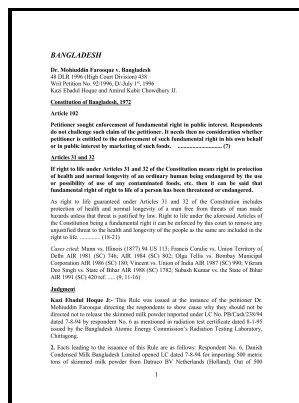 BANGLADESH
Dr. Mohiuddin Farooque v. Bangladesh
48 DLR 1996 (High Court Division) 438
Writ Petition No. 92/1996, D/-July 1st, 1996
Kazi Ebadul Hoque and Amirul Kabir Chowdhury JJ.
Constitution of Bangladesh, 1972
Article 102
Petitioner sought enforcement of fundamental right in public interest. Respondents
do not challenge such claim of the petitioner. It needs then no consideration whether
petitioner is entitled to the enforcement of such fundamental right in his own behalf
or in public interest by marketing of such foods. .............................. (7)
Articles 31 and 32
If right to life under Articles 31 and 32 of the Constitution means right to protection
of health and normal longevity of an ordinary human being endangered by the use
or possibility of use of any contaminated foods, etc. then it can be said that
fundamental right of right to life of a person has been threatened or endangered.
As right to life guaranteed under Articles 31 and 32 of the Constitution includes
protection of health and normal longevity of a man free from threats of man made
hazards unless that threat is justified by law. Right to life under the aforesaid Articles of
the Constitution being a fundamental right it can be enforced by this court to remove any
unjustified threat to the health and longevity of the people as the same are included in the
right to life. .............. (18-21)
Cases cited: Munn vs. Illinois (1877) 94 US 113; Francis Coralie vs. Union Territory of
Delhi AIR 1981 (SC) 746; AIR 1984 (SC) 802; Olga Tellis vs. Bombay Municipal
Corporation AIR 1986 (SC) 180; Vincent vs. Union of India AIR 1987 (SC) 990; Vikram
Deo Singh vs. State of Bihar AIR 1988 (SC) 1782; Subash Kumar vs. the State of Bihar
AIR 1991 (SC) 420 ref. ..... (9, 11-16)
Judgment
Kazi Ebadul Hoque J:- This Rule was issued at the instance of the petitioner Dr.
Mohiuddin Farooque directing the respondents to show cause why they should not be
directed not to release the skimmed milk powder imported under LC No. PB/Cash/238/94
dated 7-8-94 by respondent No. 6 as mentioned in radiation test certificate dated 8-1-95
issued by the Bangladesh Atomic Energy Commission's Radiation Testing Laboratory,
Chittagong.
2. Facts leading to the issuance of this Rule are as follows: Respondent No. 6, Danish
Condensed Milk Bangladesh Limited opened LC dated 7-8-94 for importing 500 metric
tons of skimmed milk powder from Datraco BV Netherlands (Holland). Out of 500
1